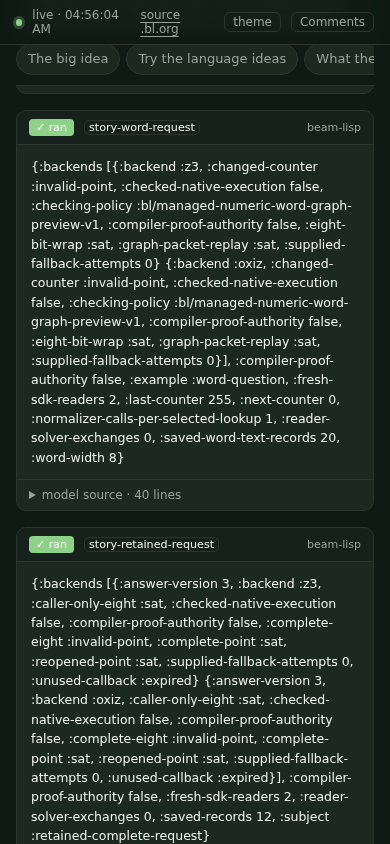 live · 04:56:04 AM
source .bl.org
theme
Comments
The big idea
Try the language ideas
What the
✓ ran story-word-request beam-lisp
{:backends [{:backend :z3, :changed-counter
:invalid-point, :checked-native-execution false,
:checking-policy :bl/managed-numeric-word-graph-
preview-v1, :compiler-proof-authority false, :eight-
bit-wrap :sat, :graph-packet-replay :sat, :supplied-
fallback-attempts 0} {:backend :oxiz, :changed-
counter :invalid-point, :checked-native-execution
false, :checking-policy :bl/managed-numeric-word-
graph-preview-v1, :compiler-proof-authority false,
:eight-bit-wrap :sat, :graph-packet-replay :sat,
:supplied-fallback-attempts 0}], :compiler-proof-
authority false, :example :word-question, :fresh-
sdk-readers 2, :last-counter 255, :next-counter 0,
:normalizer-calls-per-selected-lookup 1, :reader-
solver-exchanges 0, :saved-word-text-records 20,
:word-width 8}
▶ model source · 40 lines
✓ ran story-retained-request beam-lisp
{:backends [{:answer-version 3, :backend :z3,
:caller-only-eight :sat, :checked-native-execution
false, :compiler-proof-authority false, :complete-
eight :invalid-point, :complete-point :sat,
:reopened-point :sat, :supplied-fallback-attempts 0,
:unused-callback :expired} {:answer-version 3,
:backend :oxiz, :caller-only-eight :sat, :checked-
native-execution false, :compiler-proof-authority
false, :complete-eight :invalid-point, :complete-
point :sat, :reopened-point :sat, :supplied-fallback-
attempts 0, :unused-callback :expired}], :compiler-
proof-authority false, :fresh-sdk-readers 2, :reader-
solver-exchanges 0, :saved-records 12, :subject
:retained-complete-request}